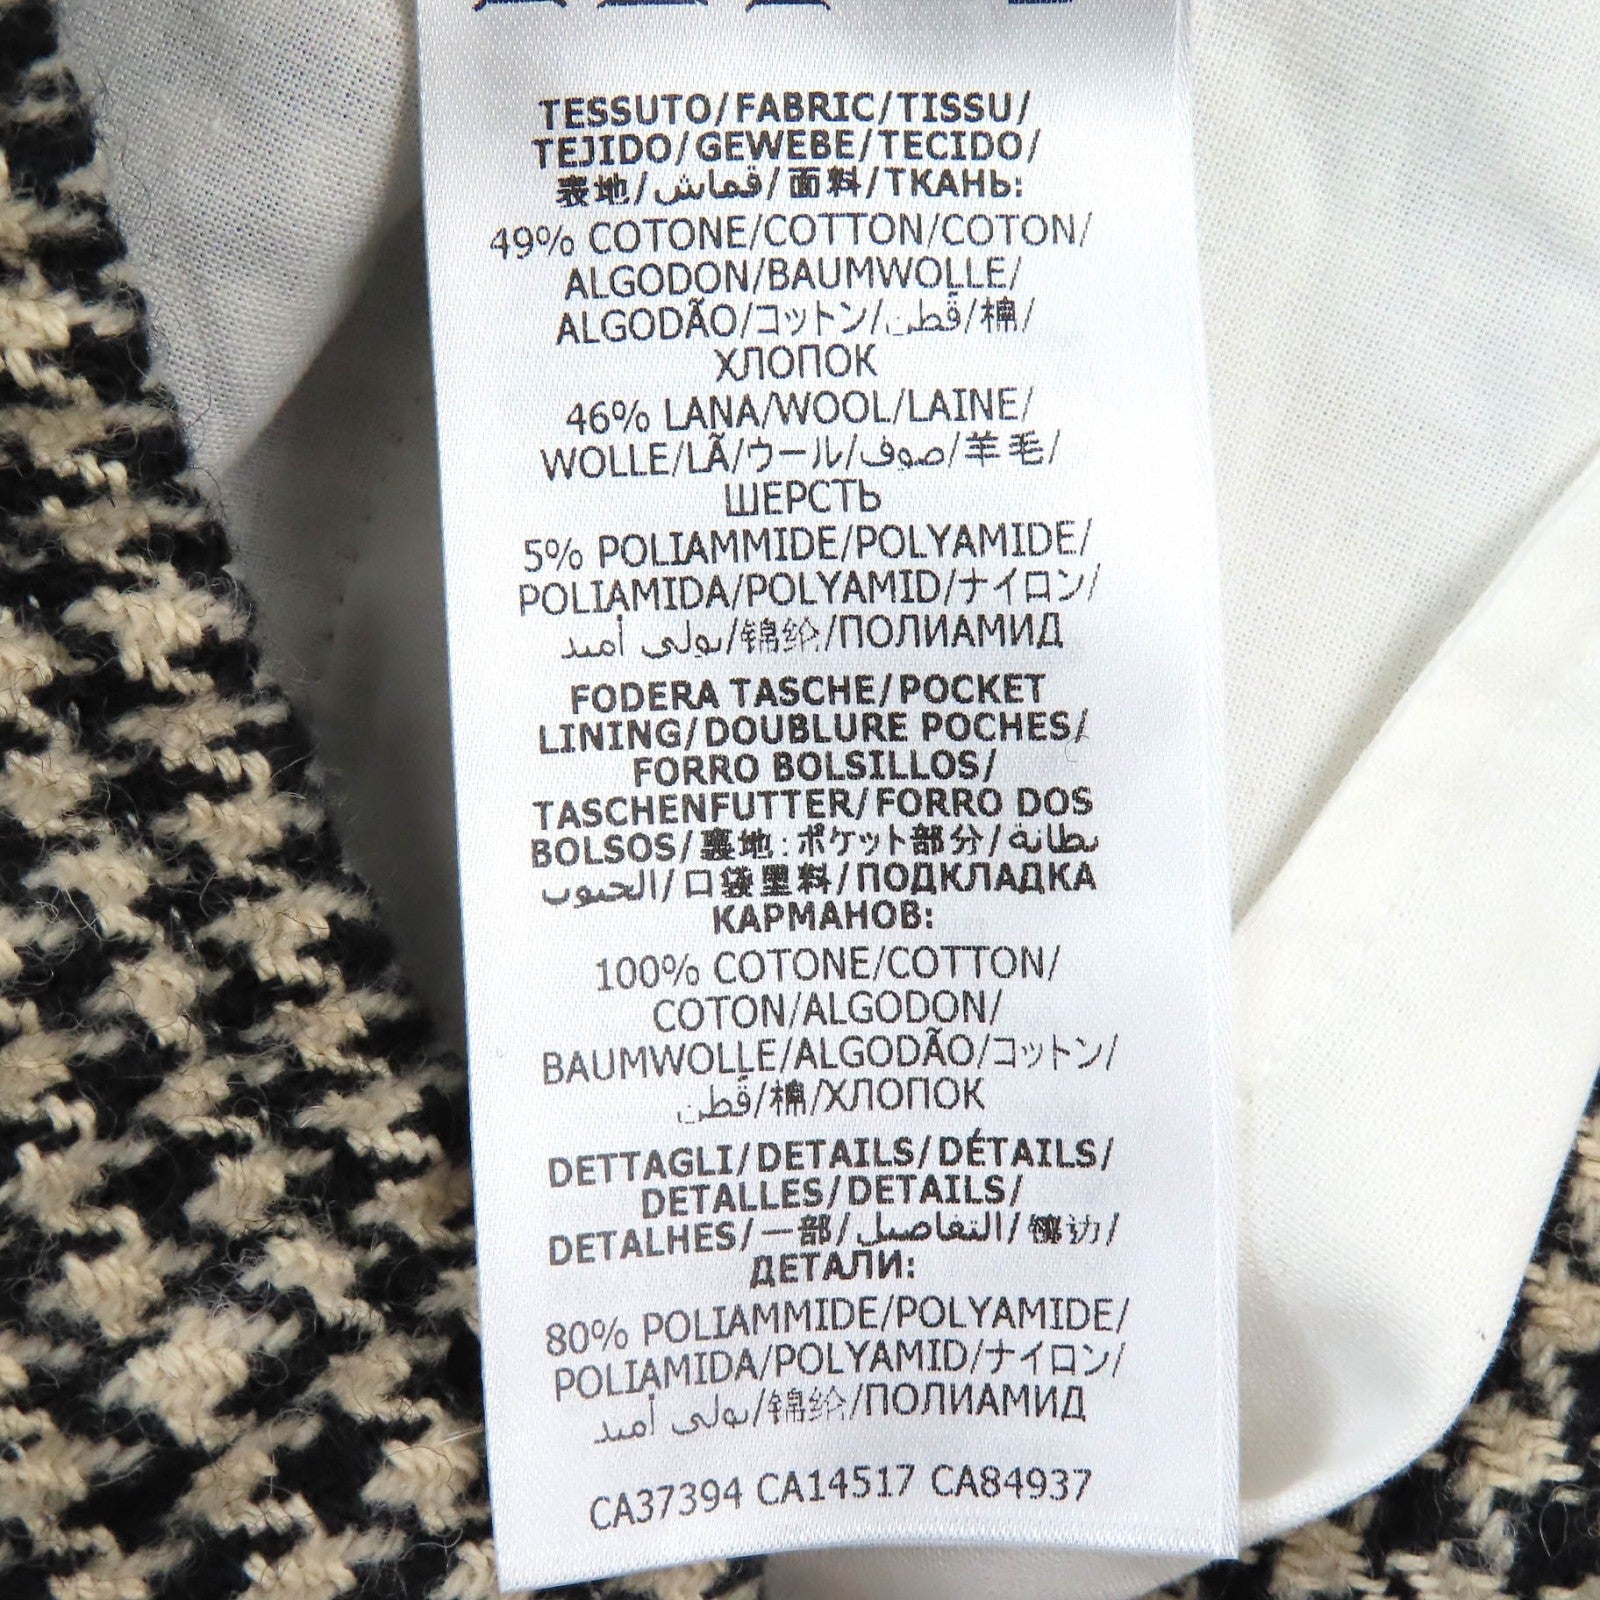 TESSUTO/FABRIC/TISSU/
TEJIDO/GEWEBE/TECIDO/
表地/قماش/面料/ТКАНЬ:
49% COTONE/COTTON/COTON/
ALGODON/BAUMWOLLE/
ALGODÃO/コットン/قطن/棉/
ХЛОПОК
46% LANA/WOOL/LAINE/
WOLLE/LÃ/ウール/صوف/羊毛/
ШЕРСТЬ
5% POLIAMMIDE/POLYAMIDE/
POLIAMIDA/POLYAMID/ナイロン/
بولي أميد/锦纶/ПОЛИАМИД
FODERA TASCHE/POCKET
LINING/DOUBLURE POCHES/
FORRO BOLSILLOS/
TASCHENFUTTER/FORRO DOS
BOLSOS/裏地:ポケット部分/بطانة
الجيوب/口袋里料/ПОДКЛАДКА
КАРМАНОВ:
100% COTONE/COTTON/
COTON/ALGODON/
BAUMWOLLE/ALGODÃO/コットン/
قطن/棉/ХЛОПОК
DETTAGLI/DETAILS/DÉTAILS/
DETALLES/DETAILS/
DETALHES/一部/التفاصيل/
ДЕТАЛИ:
80% POLIAMMIDE/POLYAMIDE/
POLIAMIDA/POLYAMID/ナイロン/
بولي أميد/锦纶/ПОЛИАМИД
CA37394 CA14517 CA84937